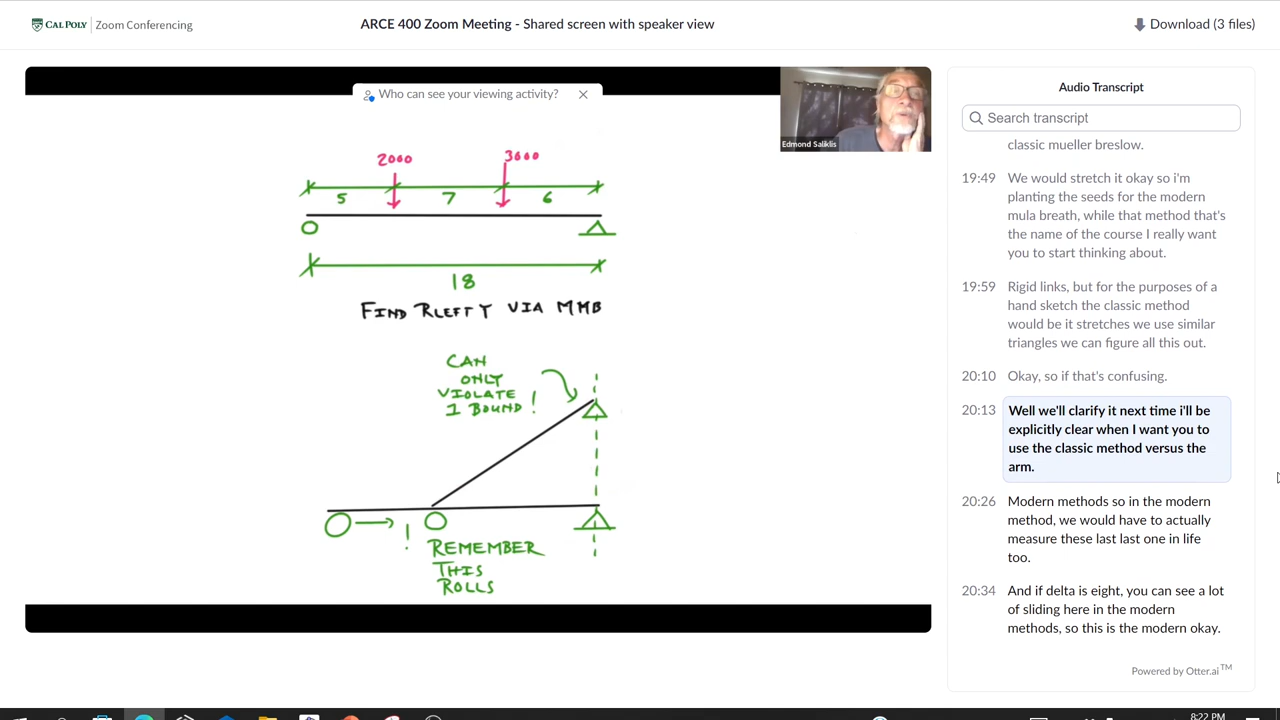 CAL POLY Zoom Conferencing
ARCE 400 Zoom Meeting - Shared screen with speaker view
Download (3 files)
Who can see your viewing activity?
Edmond Saliklis
2000
3000
5
7
6
18
FIND RLEFTY VIA MMB
CAN
ONLY
VIOLATE
1 BOUND !
!
REMEMBER
THIS
ROLLS
Audio Transcript
Search transcript
classic mueller breslow.
19:49
We would stretch it okay so i'm
planting the seeds for the modern
mula breath, while that method that's
the name of the course I really want
you to start thinking about.
19:59
Rigid links, but for the purposes of a
hand sketch the classic method
would be it stretches we use similar
triangles we can figure all this out.
20:10
Okay, so if that's confusing.
20:13
Well we'll clarify it next time i'll be
explicitly clear when I want you to
use the classic method versus the
arm.
20:26
Modern methods so in the modern
method, we would have to actually
measure these last last one in life
too.
20:34
And if delta is eight, you can see a lot
of sliding here in the modern
methods, so this is the modern okay.
Powered by Otter.ai TM
8:22 PM